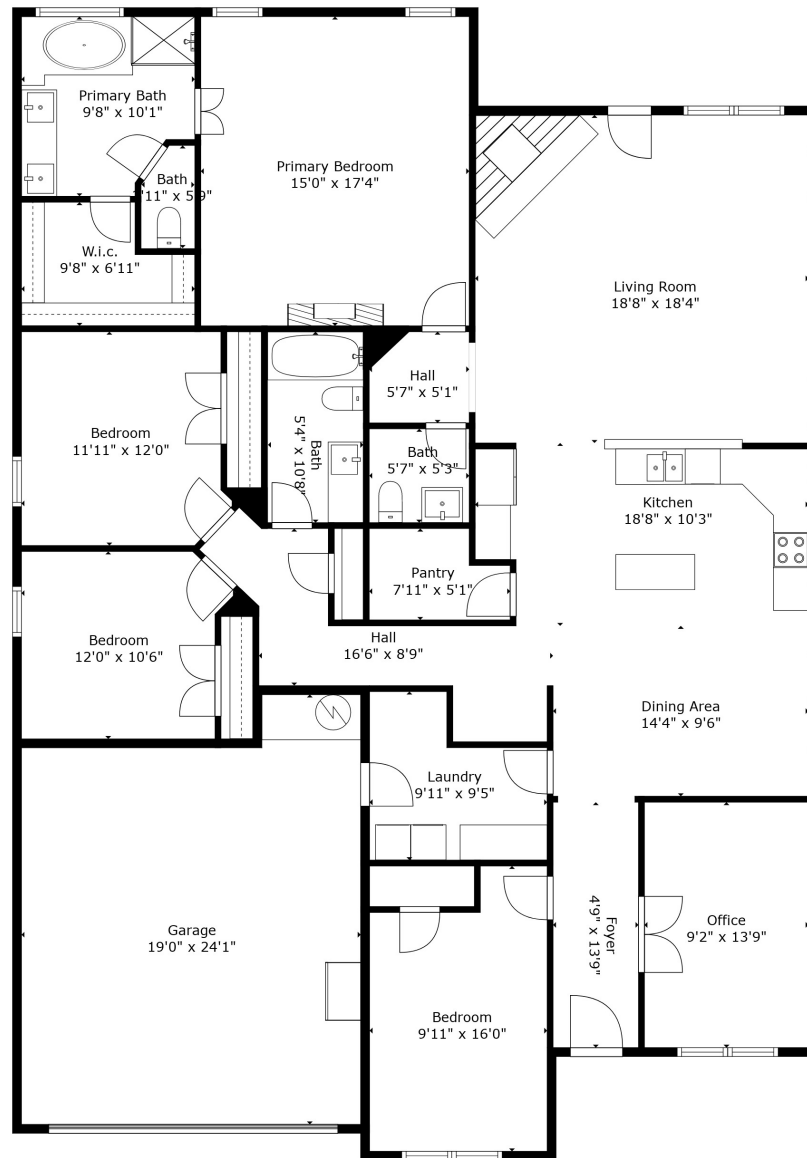 Primary Bath
9'8" x 10'1"
Primary Bedroom
15'0" x 17'4"
Bath
11" x 5'9"
W.i.c.
9'8" x 6'11"
Living Room
18'8" x 18'4"
Hall
5'7" x 5'1"
Bedroom
11'11" x 12'0"
Bath
5'4" x 10'8"
Bath
5'7" x 5'3"
Kitchen
18'8" x 10'3"
Pantry
7'11" x 5'1"
Bedroom
12'0" x 10'6"
Hall
16'6" x 8'9"
Dining Area
14'4" x 9'6"
Laundry
9'11" x 9'5"
Garage
19'0" x 24'1"
Foyer
4'9" x 13'9"
Office
9'2" x 13'9"
Bedroom
9'11" x 16'0"